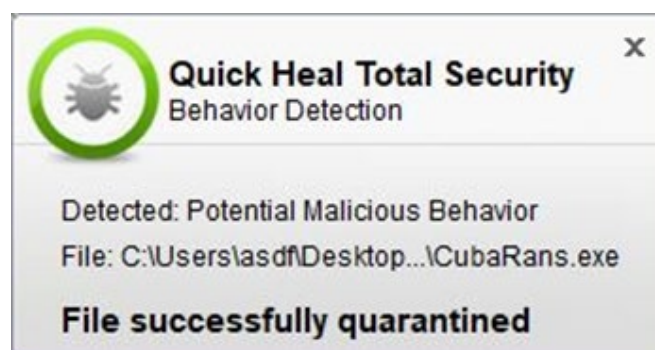 Quick Heal Total Security
Behavior Detection
Detected: Potential Malicious Behavior
File: C:\Users\asdf\Desktop...\CubaRans.exe
File successfully quarantined